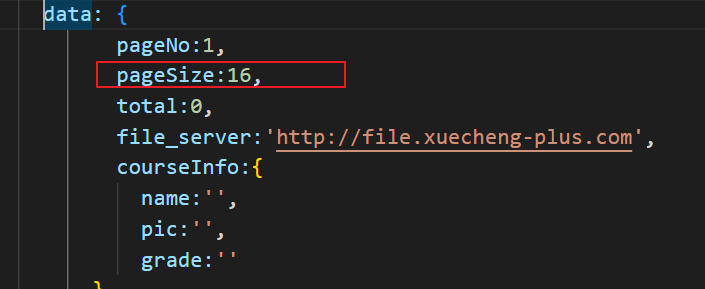 data: {
pageNo:1,
pageSize:16,
total:0,
file_server:'http://file.xuecheng-plus.com',
courseInfo:{
name:'',
pic:'',
grade:''
}